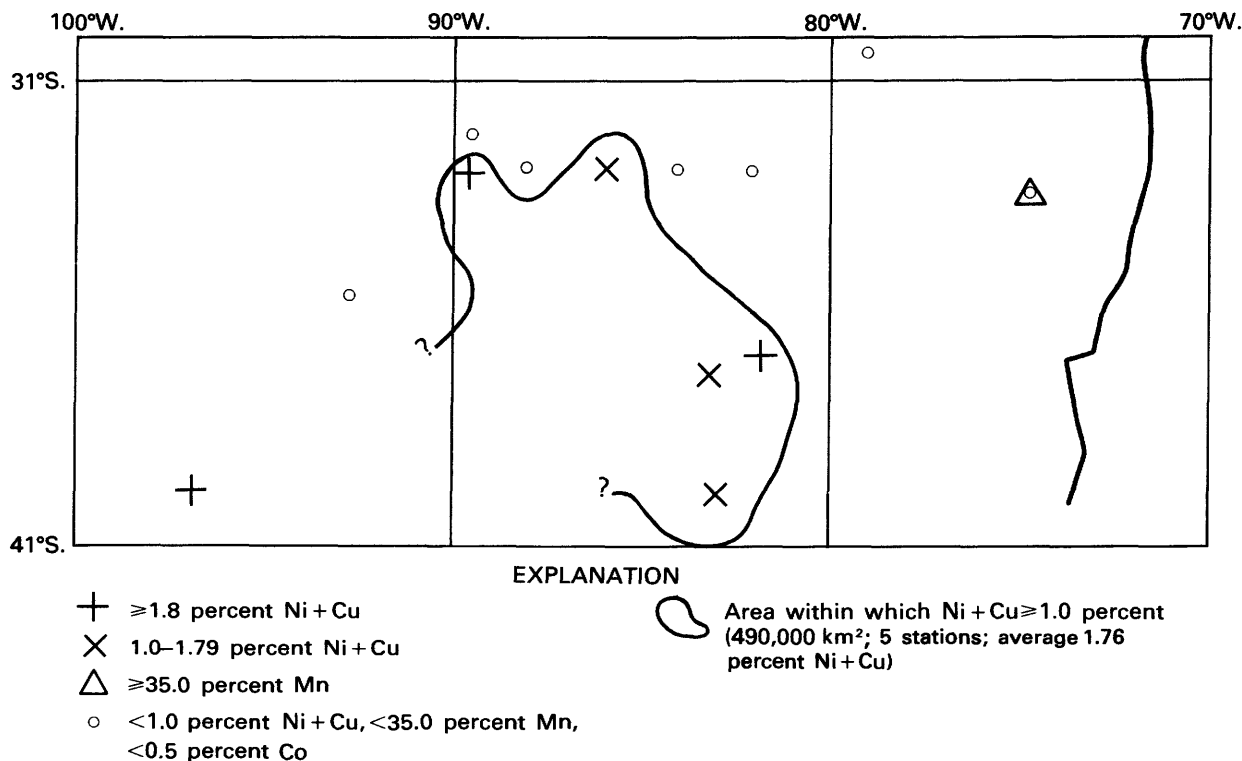 100°W. 90°W. 80°W. 70°W.
31°S.
?
?
41°S.
EXPLANATION
≥1.8 percent Ni+Cu
1.0–1.79 percent Ni+Cu
≥35.0 percent Mn
<1.0 percent Ni+Cu, <35.0 percent Mn,
<0.5 percent Co
Area within which Ni+Cu≥1.0 percent
(490,000 km²; 5 stations; average 1.76
percent Ni+Cu)